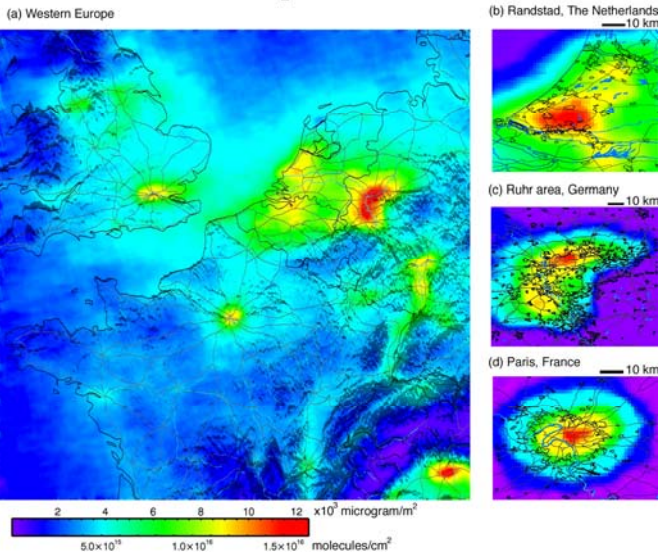 (a) Western Europe
(b) Randstad, The Netherlands
10 km
(c) Ruhr area, Germany
10 km
(d) Paris, France
10 km
2 4 6 8 10 12 x10³ microgram/m²
5.0×10¹⁵ 1.0×10¹⁶ 1.5×10¹⁶ molecules/cm²